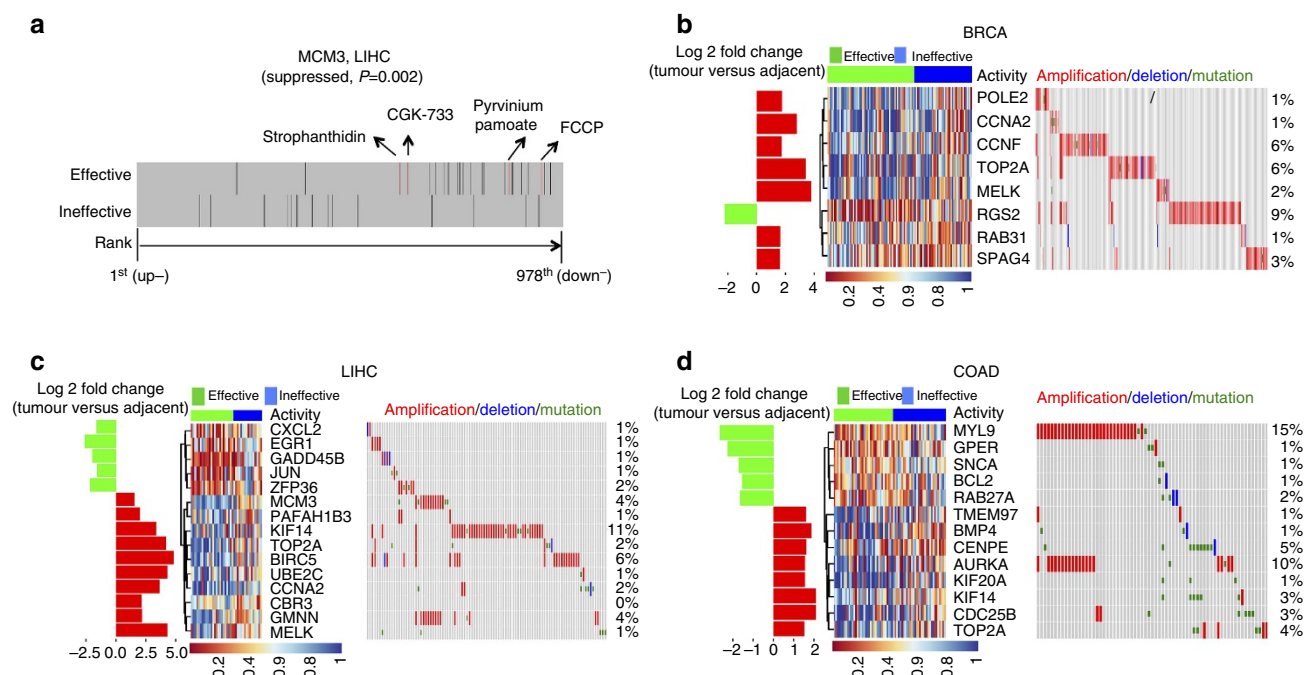 a
MCM3, LIHC
(suppressed, P=0.002)
Strophanthidin
CGK-733
Pyrvinium
pamoate
FCCP
Effective
Ineffective
Rank
1st (up–)
978th (down–)
b
BRCA
Log 2 fold change
(tumour versus adjacent)
Effective
Ineffective
Activity
Amplification/deletion/mutation
/
POLE2 1%
CCNA2 1%
CCNF 6%
TOP2A 6%
MELK 2%
RGS2 9%
RAB31 1%
SPAG4 3%
–2 0 2 4
0.2 0.4 0.9 0.8 1
c
LIHC
Log 2 fold change
(tumour versus adjacent)
Effective
Ineffective
Activity
Amplification/deletion/mutation
CXCL2 1%
EGR1 1%
GADD45B 1%
JUN 1%
ZFP36 2%
MCM3 4%
PAFAH1B3 1%
KIF14 11%
TOP2A 2%
BIRC5 6%
UBE2C 1%
CCNA2 2%
CBR3 0%
GMNN 4%
MELK 1%
–2.5 0.0 2.5 5.0
0.2 0.4 0.9 0.8 1
d
COAD
Log 2 fold change
(tumour versus adjacent)
Effective
Ineffective
Activity
Amplification/deletion/mutation
MYL9 15%
GPER 1%
SNCA 1%
BCL2 1%
RAB27A 2%
TMEM97 1%
BMP4 1%
CENPE 5%
AURKA 10%
KIF20A 1%
KIF14 3%
CDC25B 3%
TOP2A 4%
–2 –1 0 1 2
0.2 0.4 0.9 0.8 1